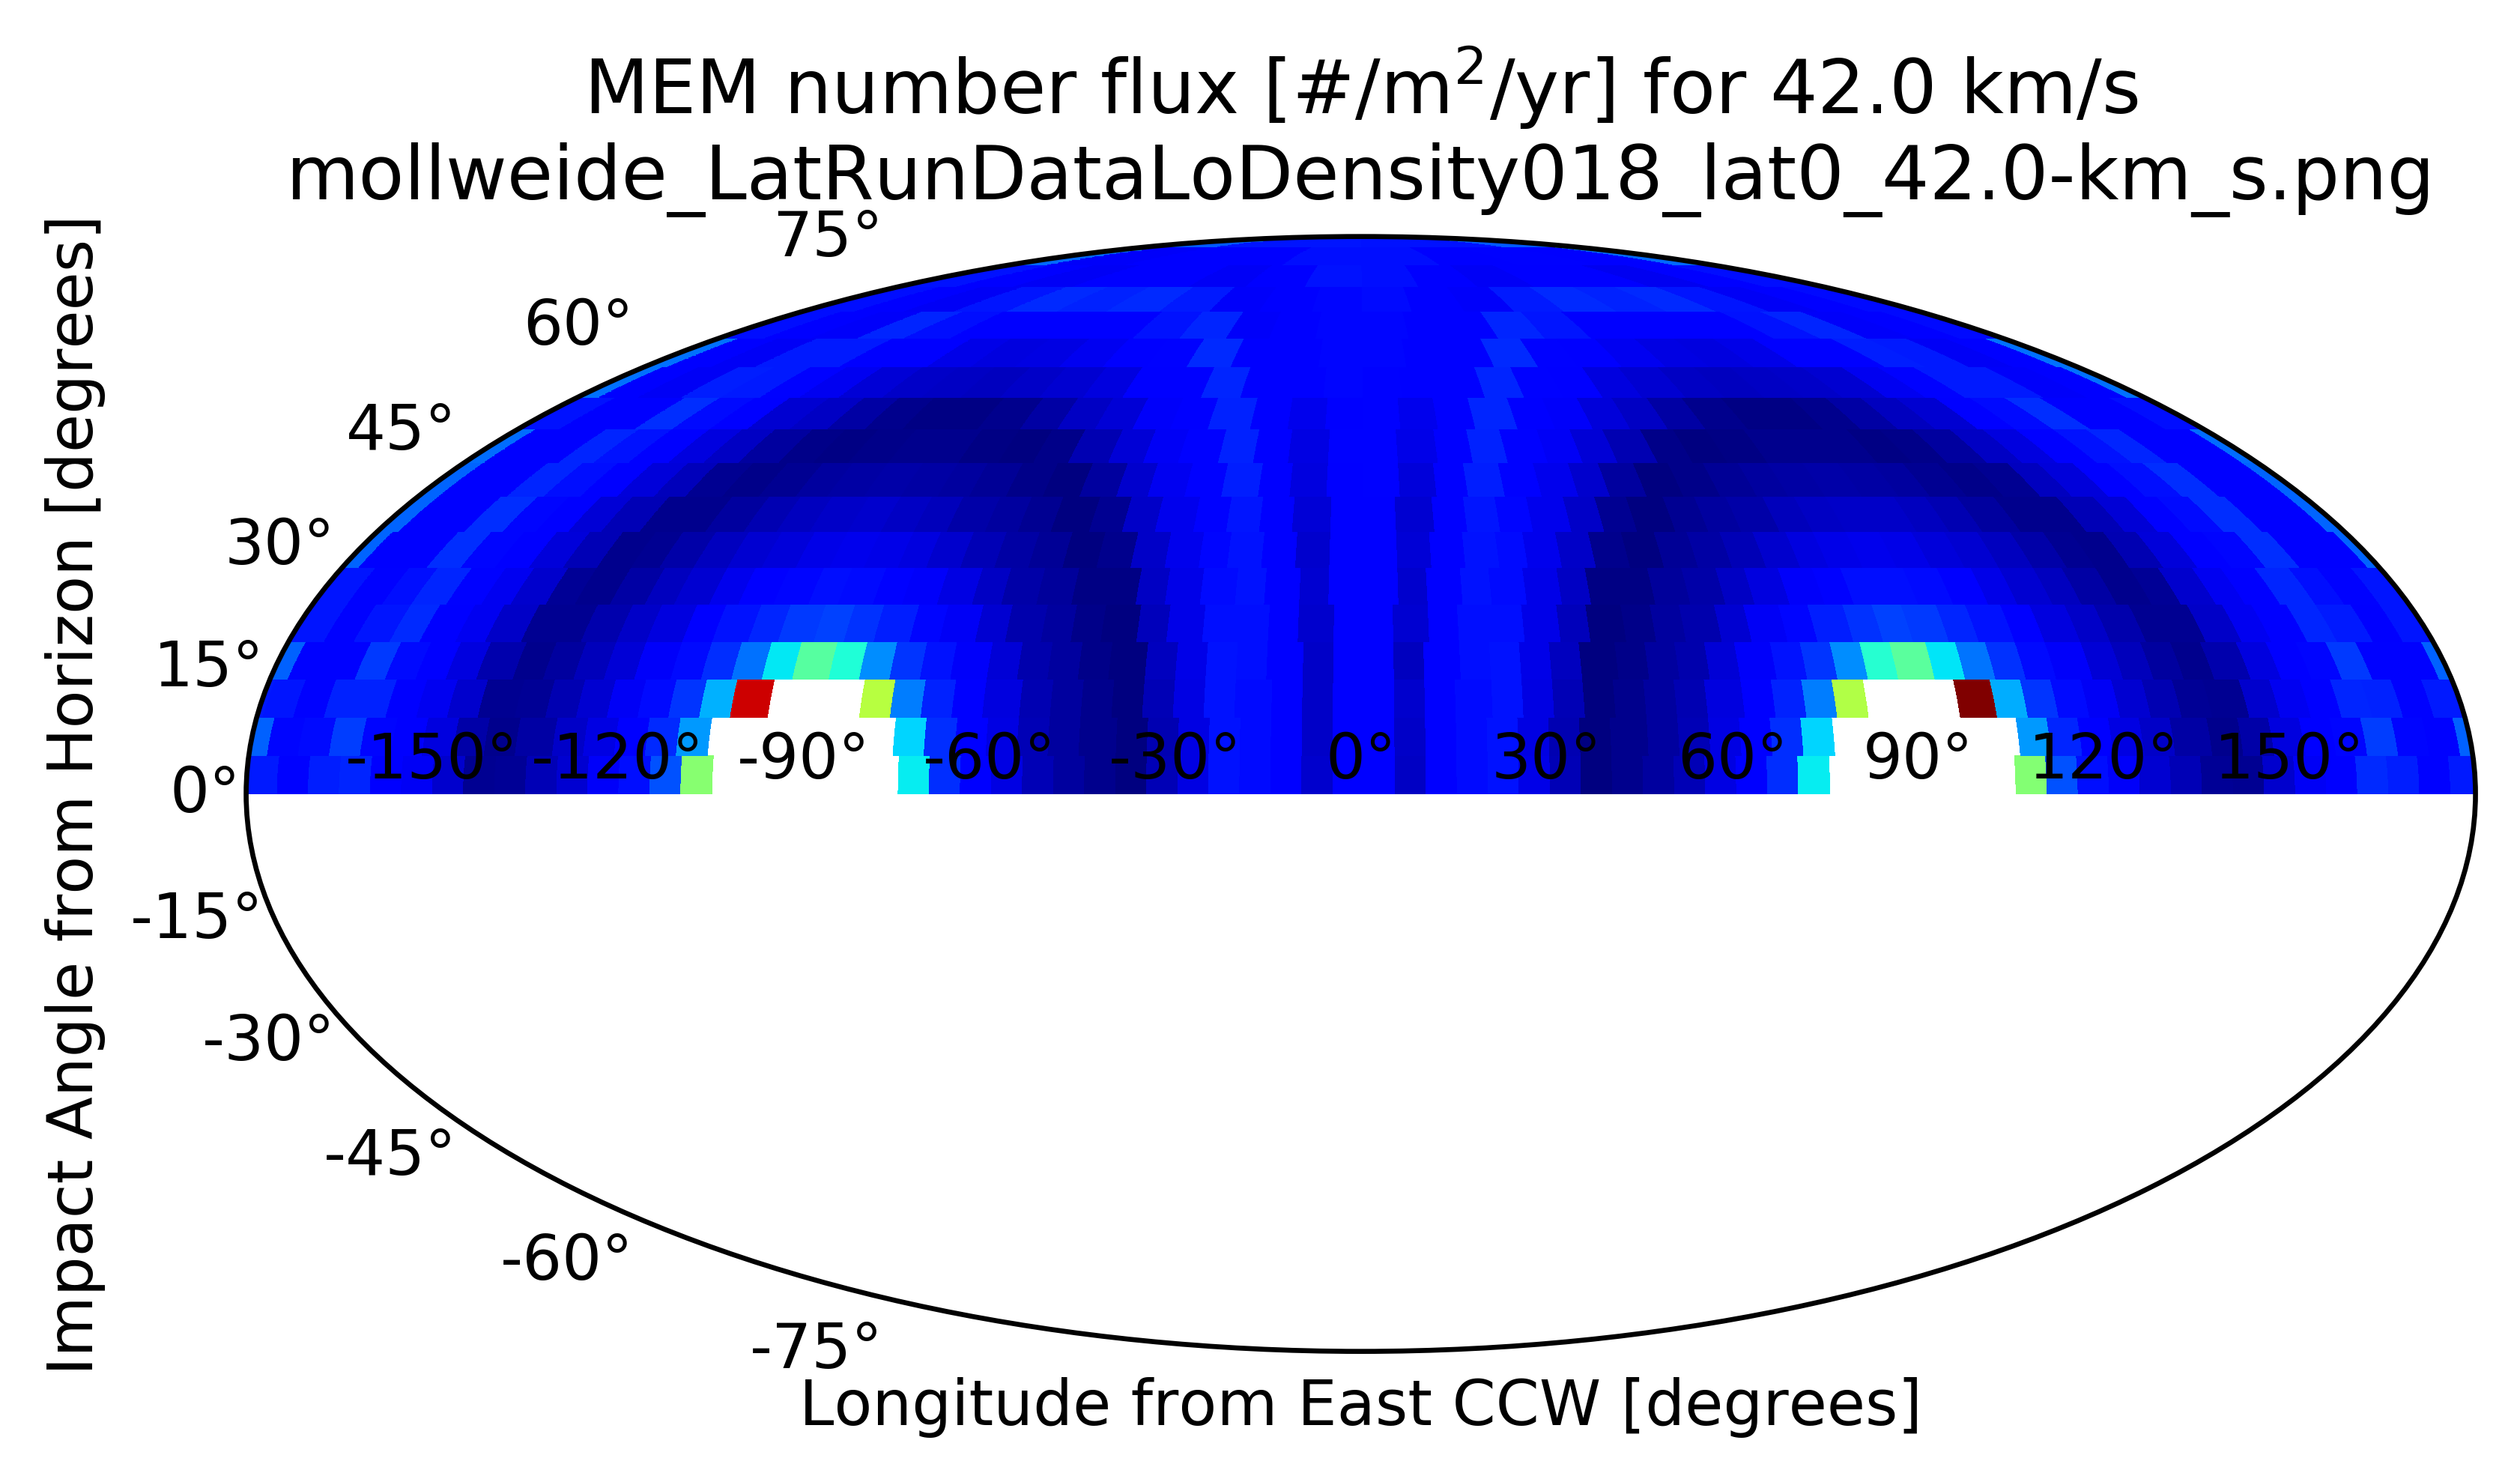 MEM number flux [#/m²/yr] for 42.0 km/s
mollweide_LatRunDataLoDensity018_lat0_42.0-km_s.png
75°
60°
45°
30°
15°
0°
-15°
-30°
-45°
-60°
-75°
-150° -120° -90° -60° -30° 0° 30° 60° 90° 120° 150°
Impact Angle from Horizon [degrees]
Longitude from East CCW [degrees]